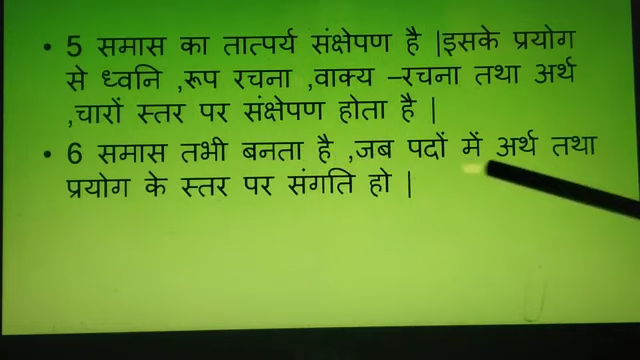 • 5 समास का तात्पर्य संक्षेपण है |इसके प्रयोग
से ध्वनि ,रूप रचना ,वाक्य –रचना तथा अर्थ
,चारों स्तर पर संक्षेपण होता है |
• 6 समास तभी बनता है ,जब पदों में अर्थ तथा
प्रयोग के स्तर पर संगति हो |